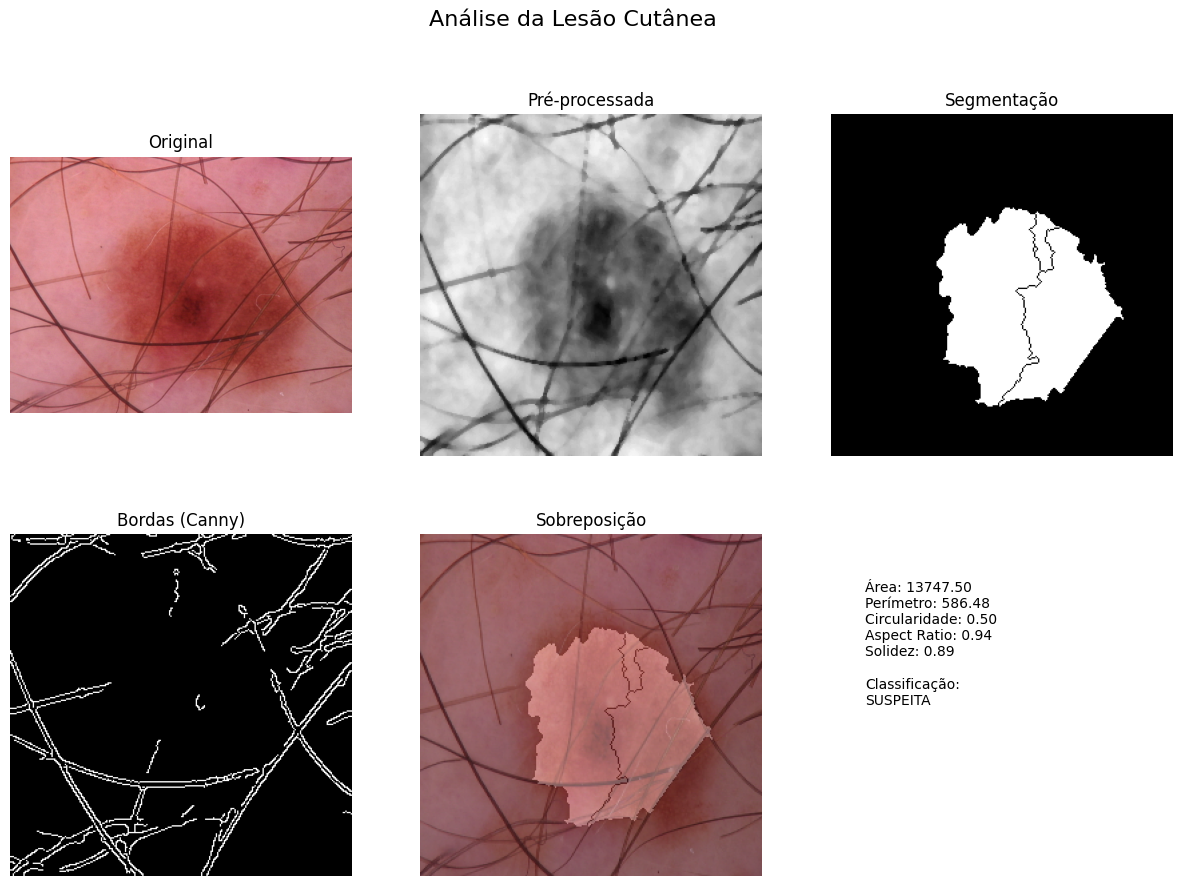 Análise da Lesão Cutânea
Original
Pré-processada
Segmentação
Bordas (Canny)
Sobreposição
Área: 13747.50
Perímetro: 586.48
Circularidade: 0.50
Aspect Ratio: 0.94
Solidez: 0.89
Classificação:
SUSPEITA